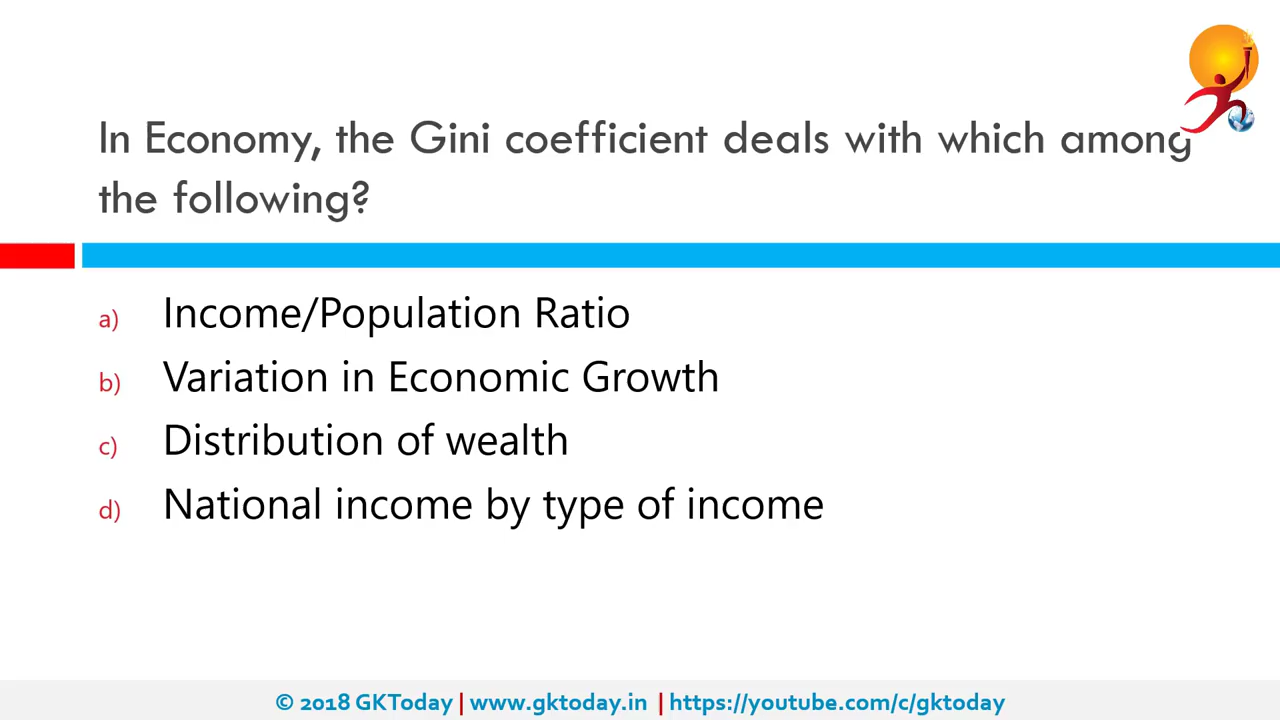 In Economy, the Gini coefficient deals with which among
the following?
a) Income/Population Ratio
b) Variation in Economic Growth
c) Distribution of wealth
d) National income by type of income
© 2018 GKToday | www.gktoday.in | https://youtube.com/c/gktoday